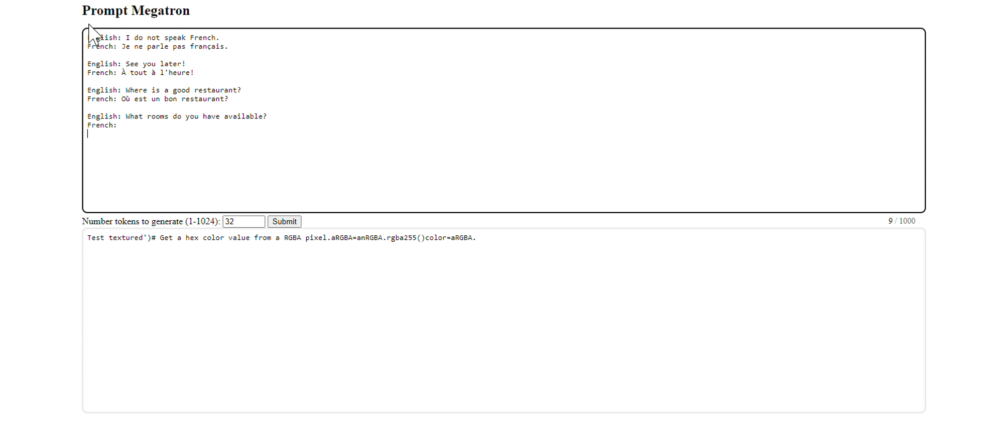 Prompt Megatron
lish: I do not speak French.
French: Je ne parle pas français.
English: See you later!
French: À tout à l'heure!
English: Where is a good restaurant?
French: Où est un bon restaurant?
English: What rooms do you have available?
French:
Number tokens to generate (1-1024): 32 Submit 9 / 1000
Test textured')# Get a hex color value from a RGBA pixel.aRGBA=anRGBA.rgba255()color=aRGBA.